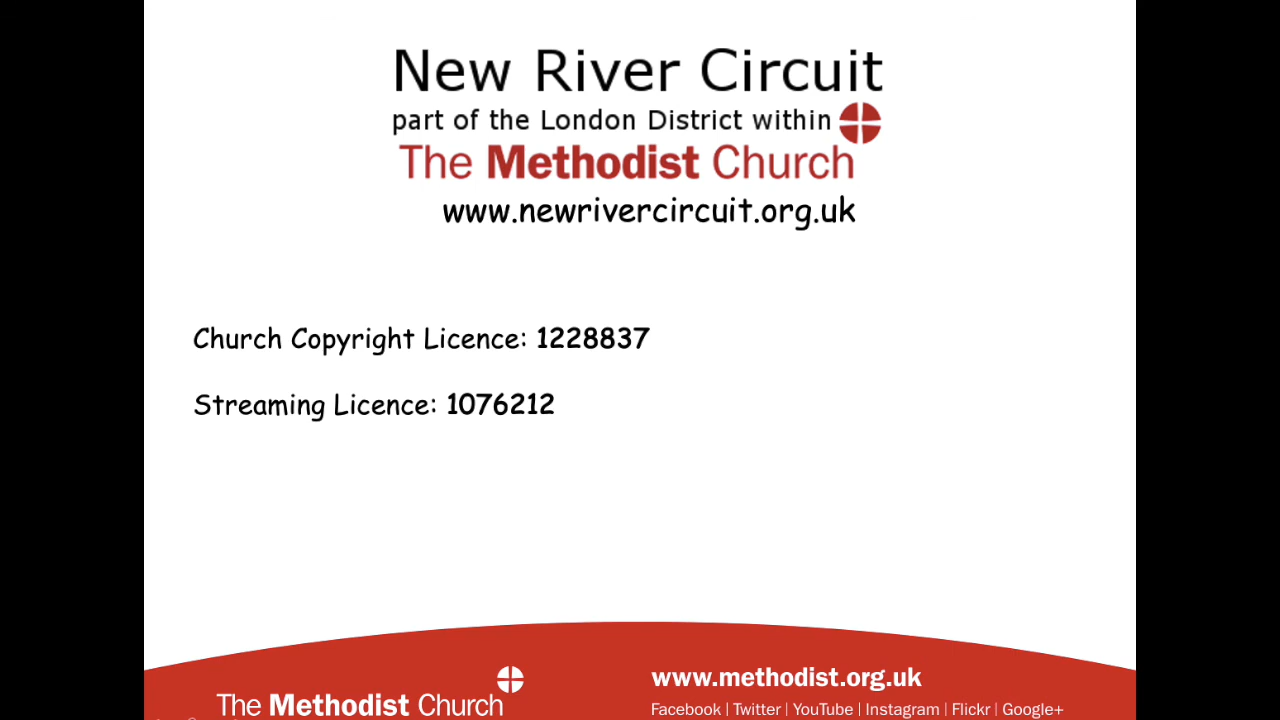 New River Circuit
part of the London District within
The Methodist Church
www.newrivercircuit.org.uk
Church Copyright Licence: 1228837
Streaming Licence: 1076212
The Methodist Church
www.methodist.org.uk
Facebook | Twitter | YouTube | Instagram | Flickr | Google+